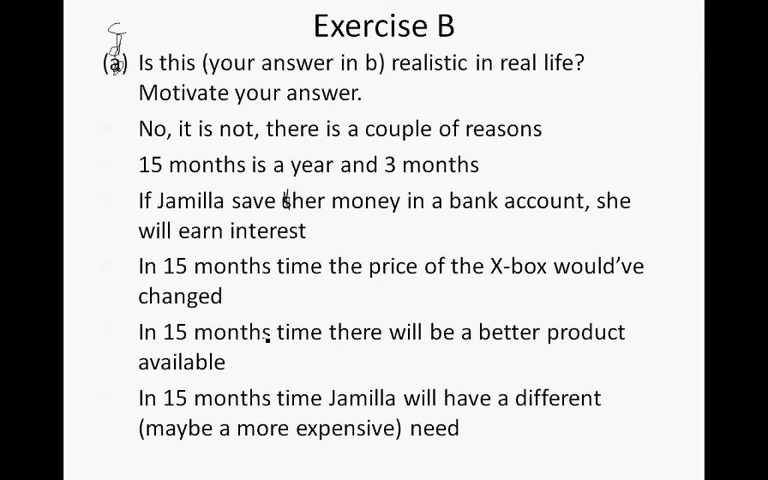 Exercise B
(a) Is this (your answer in b) realistic in real life?
Motivate your answer.
No, it is not, there is a couple of reasons
15 months is a year and 3 months
If Jamilla save sher money in a bank account, she
will earn interest
In 15 months time the price of the X-box would've
changed
In 15 months time there will be a better product
available
In 15 months time Jamilla will have a different
(maybe a more expensive) need